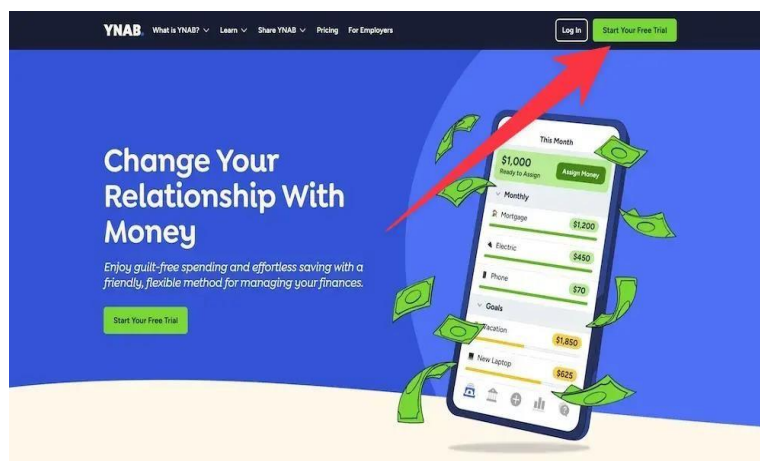 YNAB. What is YNAB? Learn Share YNAB Pricing For Employers Log In Start Your Free Trial
Change Your
Relationship With
Money
Enjoy guilt-free spending and effortless saving with a
friendly, flexible method for managing your finances.
Start Your Free Trial
This Month
$1,000
Ready to Assign
Assign Money
Monthly
Mortgage $1,200
Electric $450
Phone $70
Goals
Vacation $1,850
New Laptop $625